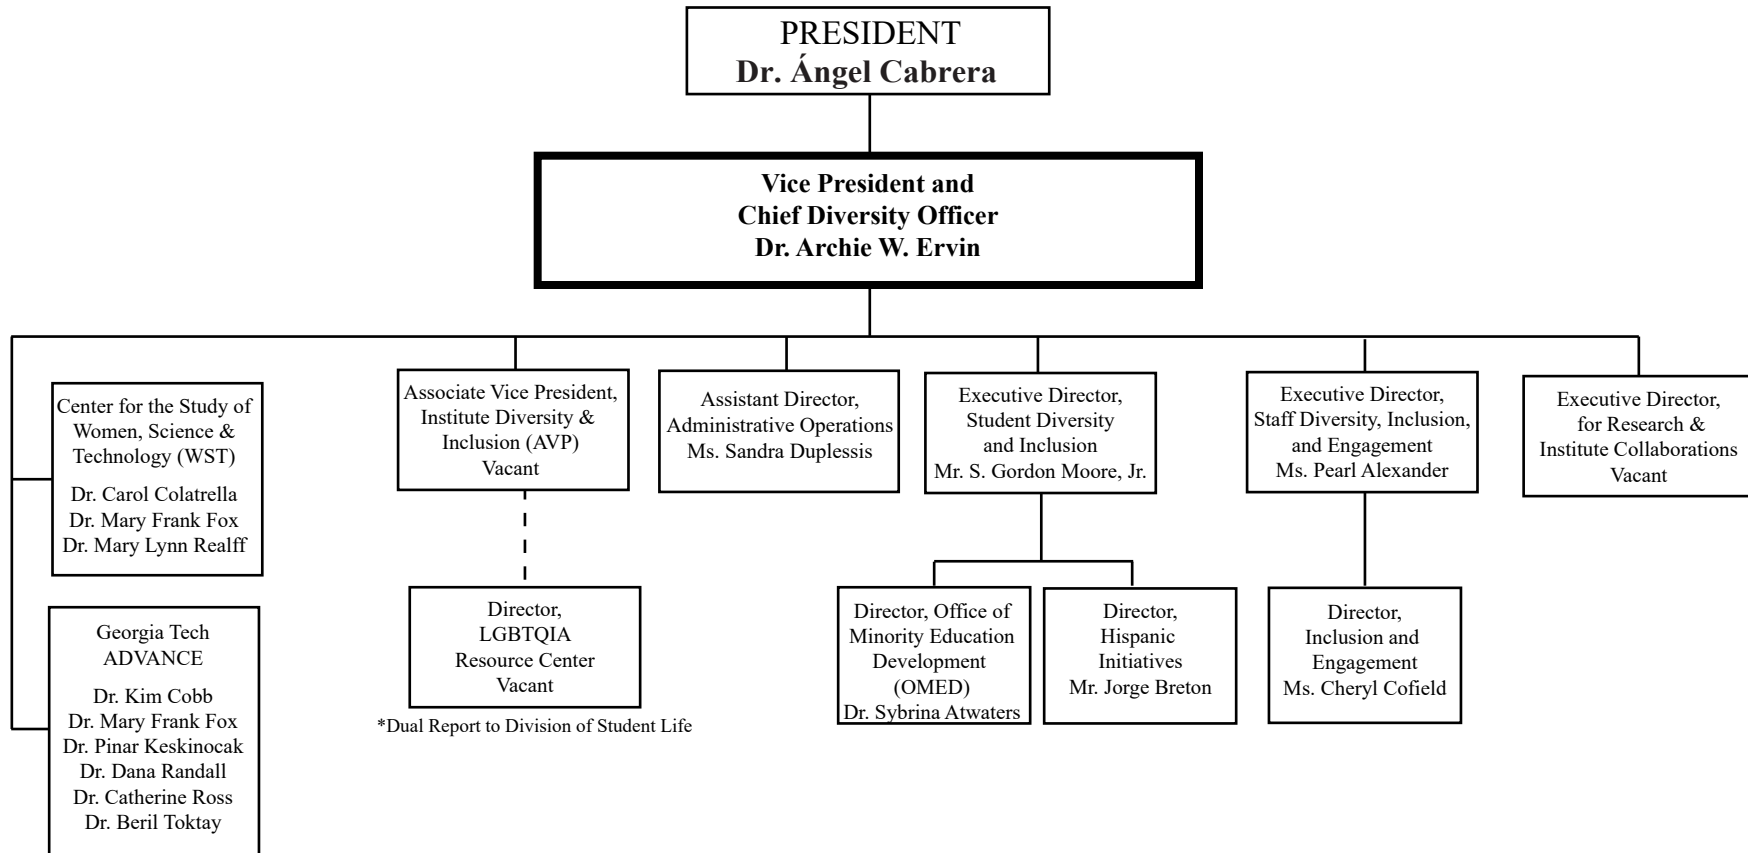 PRESIDENT
Dr. Ángel Cabrera
Vice President and
Chief Diversity Officer
Dr. Archie W. Ervin
Center for the Study of
Women, Science &
Technology (WST)
Dr. Carol Colatrella
Dr. Mary Frank Fox
Dr. Mary Lynn Realff
Georgia Tech
ADVANCE
Dr. Kim Cobb
Dr. Mary Frank Fox
Dr. Pinar Keskinocak
Dr. Dana Randall
Dr. Catherine Ross
Dr. Beril Toktay
Associate Vice President,
Institute Diversity &
Inclusion (AVP)
Vacant
Director,
LGBTQIA
Resource Center
Vacant
*Dual Report to Division of Student Life
Assistant Director,
Administrative Operations
Ms. Sandra Duplessis
Executive Director,
Student Diversity
and Inclusion
Mr. S. Gordon Moore, Jr.
Director, Office of
Minority Education
Development
(OMED)
Dr. Sybrina Atwaters
Director,
Hispanic
Initiatives
Mr. Jorge Breton
Executive Director,
Staff Diversity, Inclusion,
and Engagement
Ms. Pearl Alexander
Director,
Inclusion and
Engagement
Ms. Cheryl Cofield
Executive Director,
for Research &
Institute Collaborations
Vacant